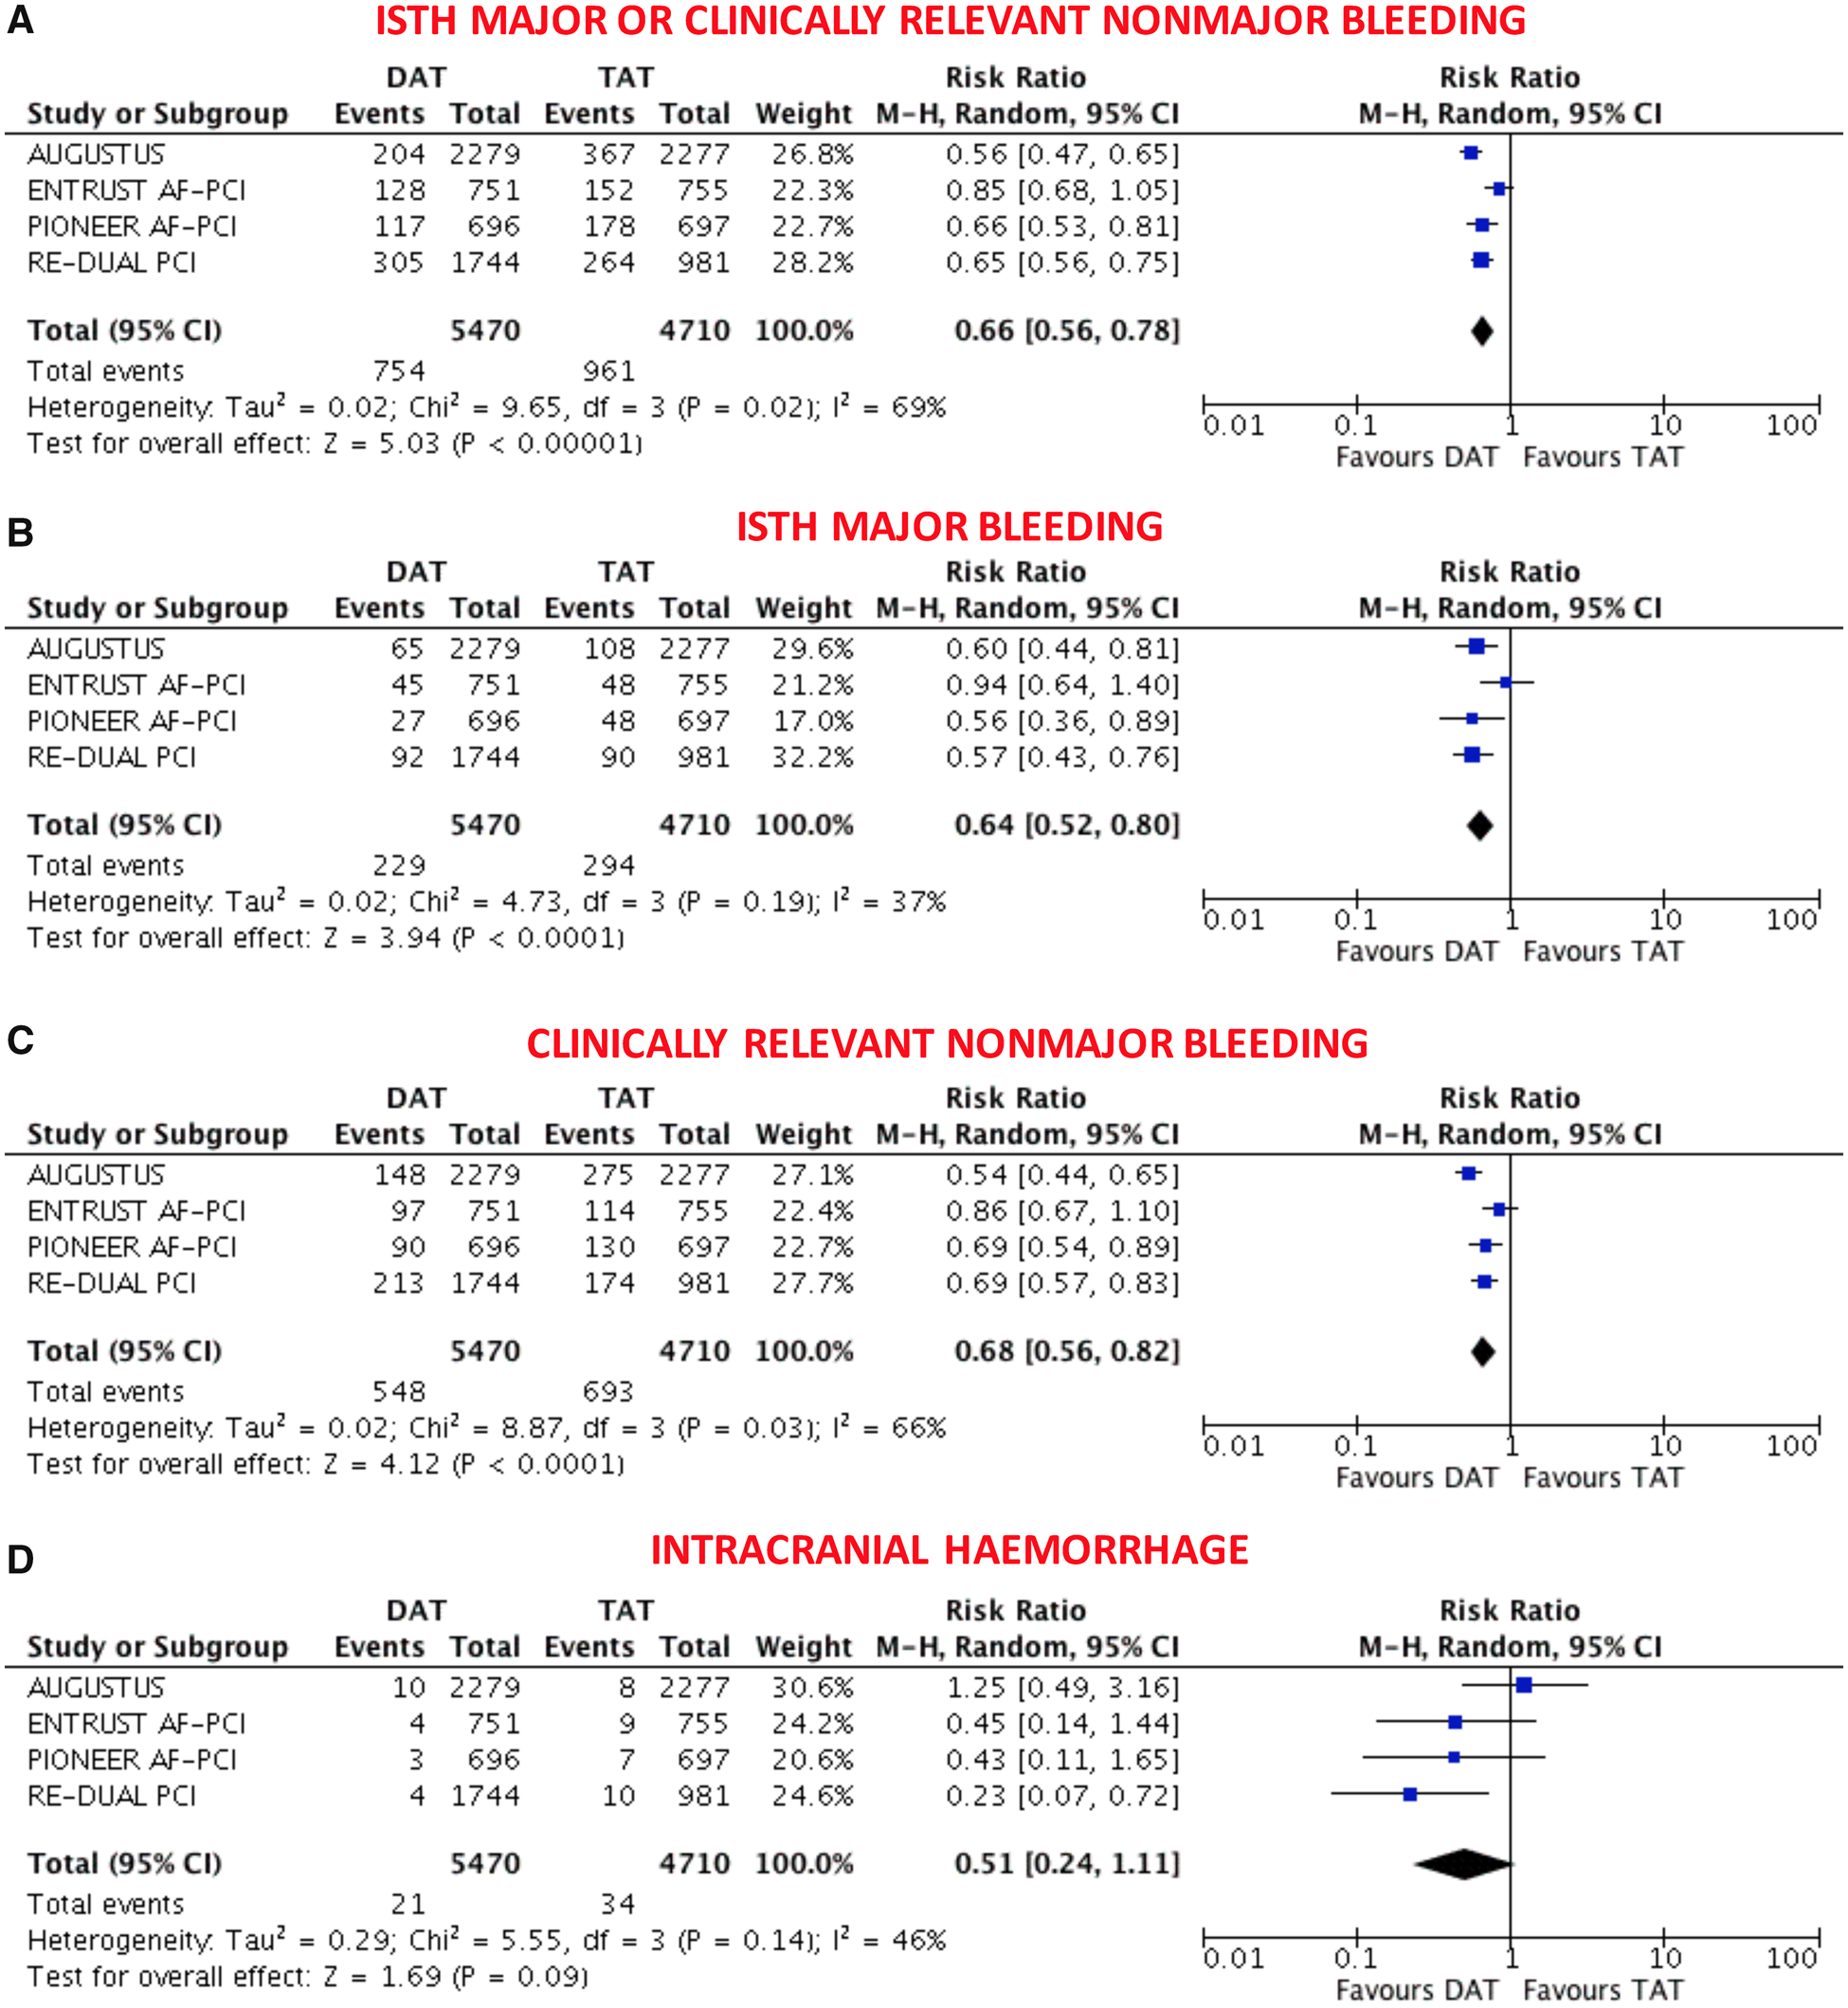 A
ISTH MAJOR OR CLINICALLY RELEVANT NONMAJOR BLEEDING
DAT TAT Risk Ratio Risk Ratio
Study or Subgroup Events Total Events Total Weight M-H, Random, 95% CI M-H, Random, 95% CI
AUGUSTUS 204 2279 367 2277 26.8% 0.56 [0.47, 0.65]
ENTRUST AF-PCI 128 751 152 755 22.3% 0.85 [0.68, 1.05]
PIONEER AF-PCI 117 696 178 697 22.7% 0.66 [0.53, 0.81]
RE-DUAL PCI 305 1744 264 981 28.2% 0.65 [0.56, 0.75]
Total (95% CI) 5470 4710 100.0% 0.66 [0.56, 0.78]
Total events 754 961
Heterogeneity: Tau² = 0.02; Chi² = 9.65, df = 3 (P = 0.02); I² = 69%
Test for overall effect: Z = 5.03 (P < 0.00001)
0.01 0.1 1 10 100
Favours DAT Favours TAT
B
ISTH MAJOR BLEEDING
DAT TAT Risk Ratio Risk Ratio
Study or Subgroup Events Total Events Total Weight M-H, Random, 95% CI M-H, Random, 95% CI
AUGUSTUS 65 2279 108 2277 29.6% 0.60 [0.44, 0.81]
ENTRUST AF-PCI 45 751 48 755 21.2% 0.94 [0.64, 1.40]
PIONEER AF-PCI 27 696 48 697 17.0% 0.56 [0.36, 0.89]
RE-DUAL PCI 92 1744 90 981 32.2% 0.57 [0.43, 0.76]
Total (95% CI) 5470 4710 100.0% 0.64 [0.52, 0.80]
Total events 229 294
Heterogeneity: Tau² = 0.02; Chi² = 4.73, df = 3 (P = 0.19); I² = 37%
Test for overall effect: Z = 3.94 (P < 0.0001)
0.01 0.1 1 10 100
Favours DAT Favours TAT
C
CLINICALLY RELEVANT NONMAJOR BLEEDING
DAT TAT Risk Ratio Risk Ratio
Study or Subgroup Events Total Events Total Weight M-H, Random, 95% CI M-H, Random, 95% CI
AUGUSTUS 148 2279 275 2277 27.1% 0.54 [0.44, 0.65]
ENTRUST AF-PCI 97 751 114 755 22.4% 0.86 [0.67, 1.10]
PIONEER AF-PCI 90 696 130 697 22.7% 0.69 [0.54, 0.89]
RE-DUAL PCI 213 1744 174 981 27.7% 0.69 [0.57, 0.83]
Total (95% CI) 5470 4710 100.0% 0.68 [0.56, 0.82]
Total events 548 693
Heterogeneity: Tau² = 0.02; Chi² = 8.87, df = 3 (P = 0.03); I² = 66%
Test for overall effect: Z = 4.12 (P < 0.0001)
0.01 0.1 1 10 100
Favours DAT Favours TAT
D
INTRACRANIAL HAEMORRHAGE
DAT TAT Risk Ratio Risk Ratio
Study or Subgroup Events Total Events Total Weight M-H, Random, 95% CI M-H, Random, 95% CI
AUGUSTUS 10 2279 8 2277 30.6% 1.25 [0.49, 3.16]
ENTRUST AF-PCI 4 751 9 755 24.2% 0.45 [0.14, 1.44]
PIONEER AF-PCI 3 696 7 697 20.6% 0.43 [0.11, 1.65]
RE-DUAL PCI 4 1744 10 981 24.6% 0.23 [0.07, 0.72]
Total (95% CI) 5470 4710 100.0% 0.51 [0.24, 1.11]
Total events 21 34
Heterogeneity: Tau² = 0.29; Chi² = 5.55, df = 3 (P = 0.14); I² = 46%
Test for overall effect: Z = 1.69 (P = 0.09)
0.01 0.1 1 10 100
Favours DAT Favours TAT